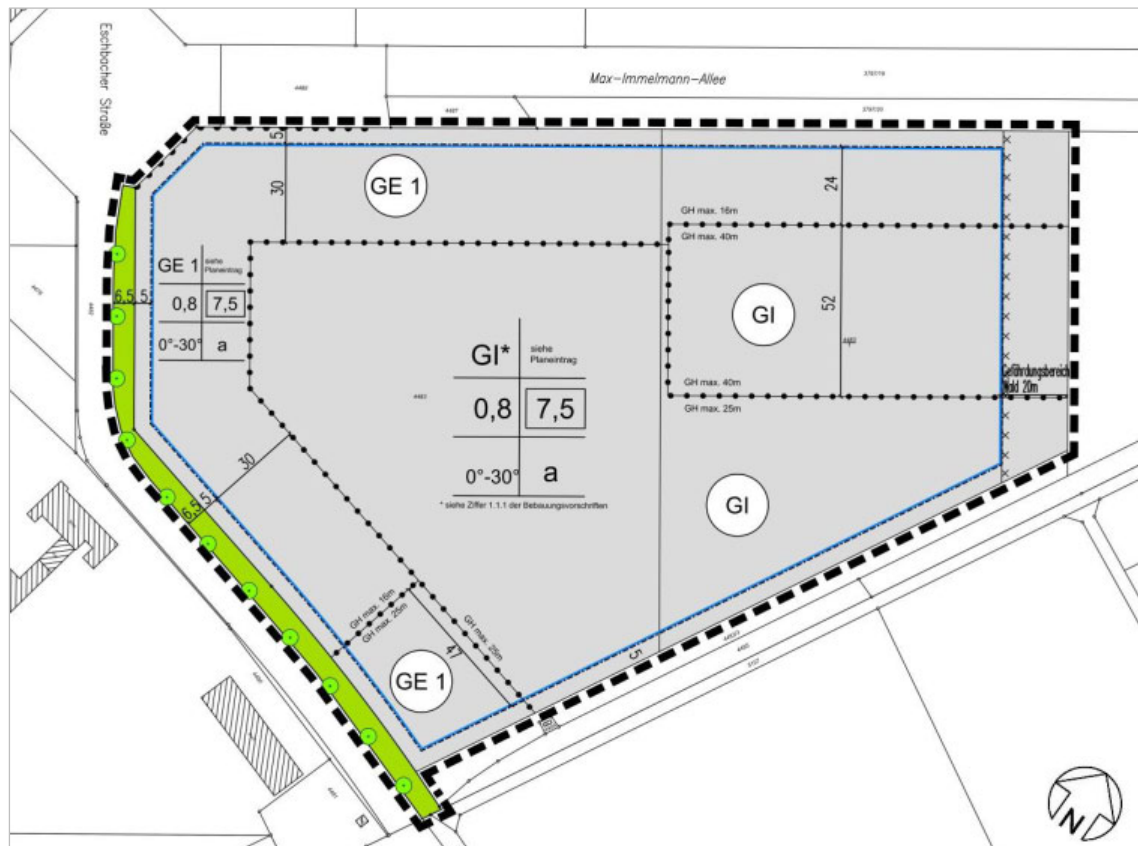 Eschbacher Straße
Max-Immelmann-Allee
4482
4487
5
30
GE 1
24
GH max. 16m
GH max. 40m
GE 1
siehe
Planeintrag
0,8
7,5
0°-30°
a
6,5
5
52
GI
GI*
siehe
Planeintrag
0,8
7,5
0°-30°
a
* siehe Ziffer 1.1.1 der Bebauungsvorschriften
4483
Gefährdungsbereich
Wald 20m
GH max. 40m
GH max. 25m
30
6,5
5
GI
GH max. 16m
GH max. 25m
GH max. 25m
47
GE 1
5
N